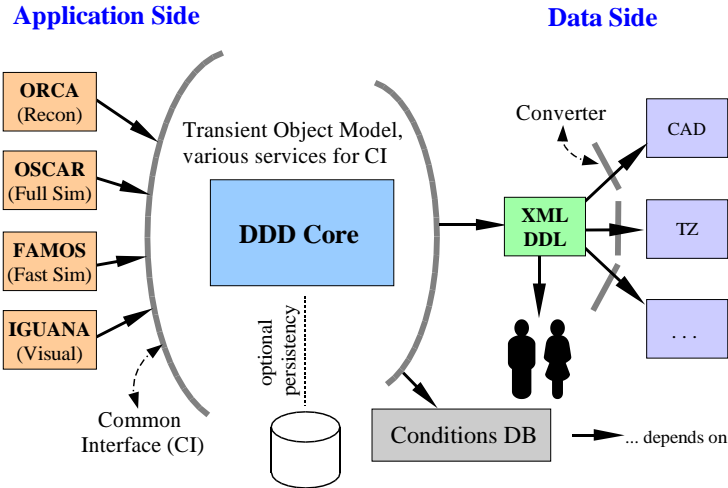 Application Side
Data Side
ORCA
(Recon)
OSCAR
(Full Sim)
FAMOS
(Fast Sim)
IGUANA
(Visual)
Common
Interface (CI)
Transient Object Model,
various services for CI
DDD Core
optional
persistency
Converter
XML
DDL
CAD
TZ
. . .
Conditions DB
... depends on